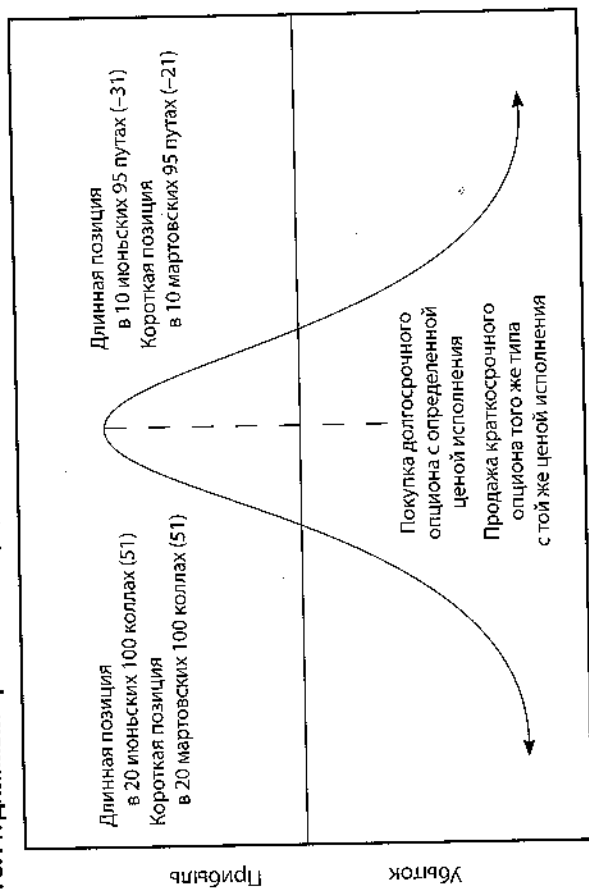 Прибыль
Убыток
Длинная позиция
в 20 июньских 100 коллах (51)
Короткая позиция
в 20 мартовских 100 коллах (51)
Длинная позиция
в 10 июньских 95 путах (–31)
Короткая позиция
в 10 мартовских 95 путах (–21)
Покупка долгосрочного
опциона с определенной
ценой исполнения
Продажа краткосрочного
опциона того же типа
с той же ценой исполнения